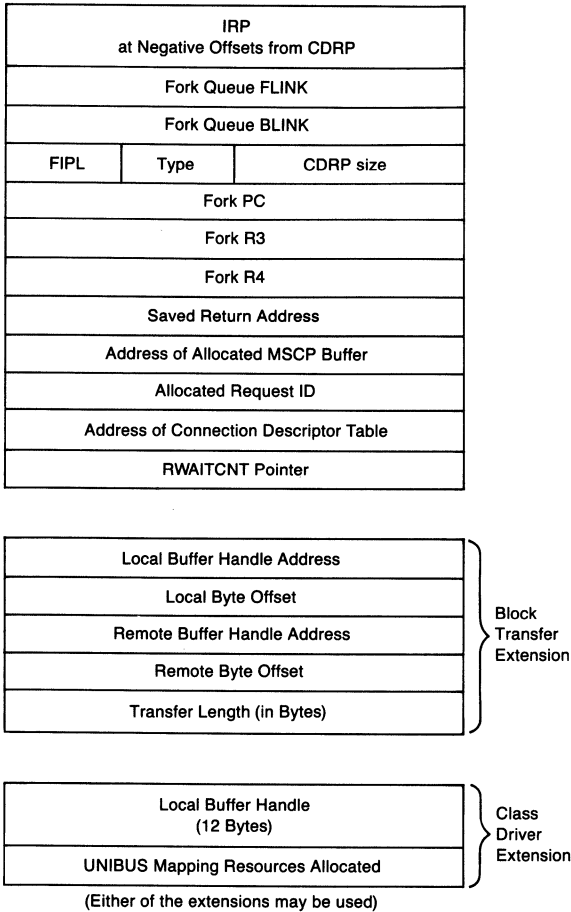 IRP
at Negative Offsets from CDRP
Fork Queue FLINK
Fork Queue BLINK
FIPL Type CDRP size
Fork PC
Fork R3
Fork R4
Saved Return Address
Address of Allocated MSCP Buffer
Allocated Request ID
Address of Connection Descriptor Table
RWAITCNT Pointer
Local Buffer Handle Address
Local Byte Offset
Remote Buffer Handle Address
Remote Byte Offset
Transfer Length (in Bytes)
Block
Transfer
Extension
Local Buffer Handle
(12 Bytes)
UNIBUS Mapping Resources Allocated
Class
Driver
Extension
(Either of the extensions may be used)